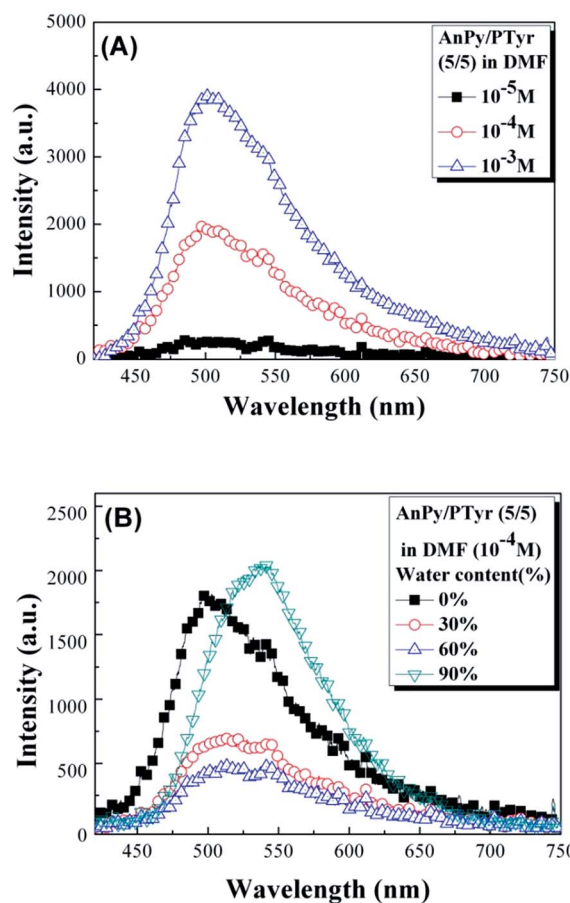 (A)
AnPy/PTyr
(5/5) in DMF
10⁻⁵M
10⁻⁴M
10⁻³M
5000
4000
3000
2000
1000
0
Intensity (a.u.)
450 500 550 600 650 700 750
Wavelength (nm)
(B)
AnPy/PTyr (5/5)
in DMF (10⁻⁴M)
Water content(%)
0%
30%
60%
90%
2500
2000
1500
1000
500
0
Intensity (a.u.)
450 500 550 600 650 700 750
Wavelength (nm)